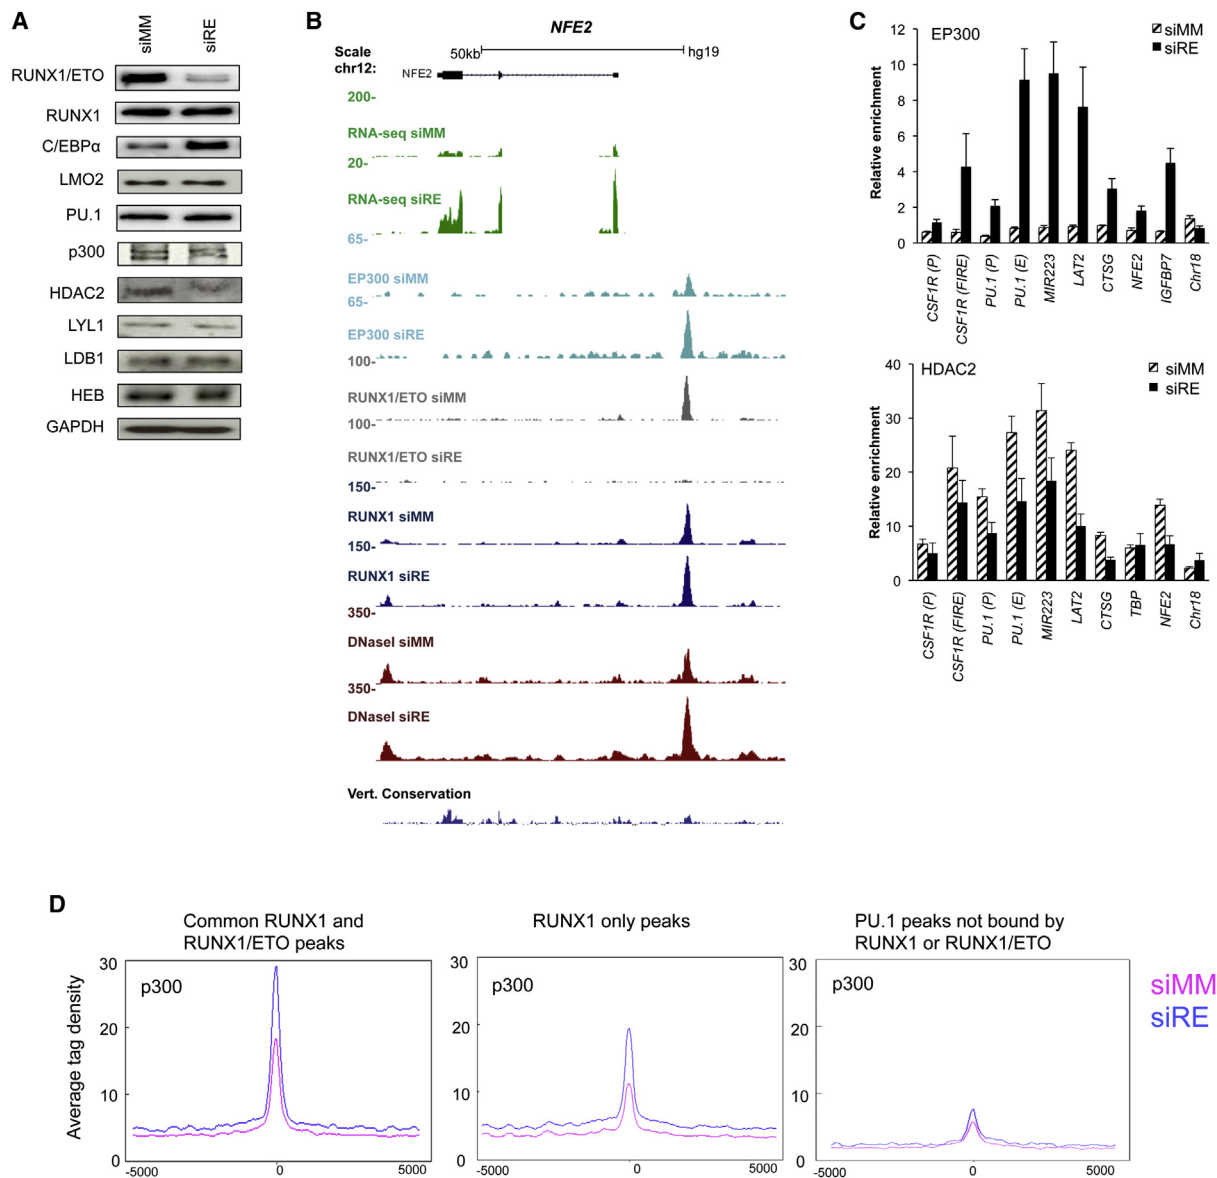 A
siMM
siRE
RUNX1/ETO
RUNX1
C/EBPα
LMO2
PU.1
p300
HDAC2
LYL1
LDB1
HEB
GAPDH
B
NFE2
Scale
chr12:
50kb
hg19
NFE2
200-
RNA-seq siMM
20-
RNA-seq siRE
65-
EP300 siMM
65-
EP300 siRE
100-
RUNX1/ETO siMM
100-
RUNX1/ETO siRE
150-
RUNX1 siMM
150-
RUNX1 siRE
350-
DNaseI siMM
350-
DNaseI siRE
Vert. Conservation
C
EP300
siMM
siRE
Relative enrichment
12
10
8
6
4
2
0
CSF1R (P)
CSF1R (FIRE)
PU.1 (P)
PU.1 (E)
MIR223
LAT2
CTSG
NFE2
IGFBP7
Chr18
HDAC2
siMM
siRE
Relative enrichment
40
30
20
10
0
CSF1R (P)
CSF1R (FIRE)
PU.1 (P)
PU.1 (E)
MIR223
LAT2
CTSG
TBP
NFE2
Chr18
D
Common RUNX1 and
RUNX1/ETO peaks
p300
Average tag density
30
20
10
0
-5000
0
5000
RUNX1 only peaks
p300
30
20
10
0
-5000
0
5000
PU.1 peaks not bound by
RUNX1 or RUNX1/ETO
p300
30
20
10
0
-5000
0
5000
siMM
siRE